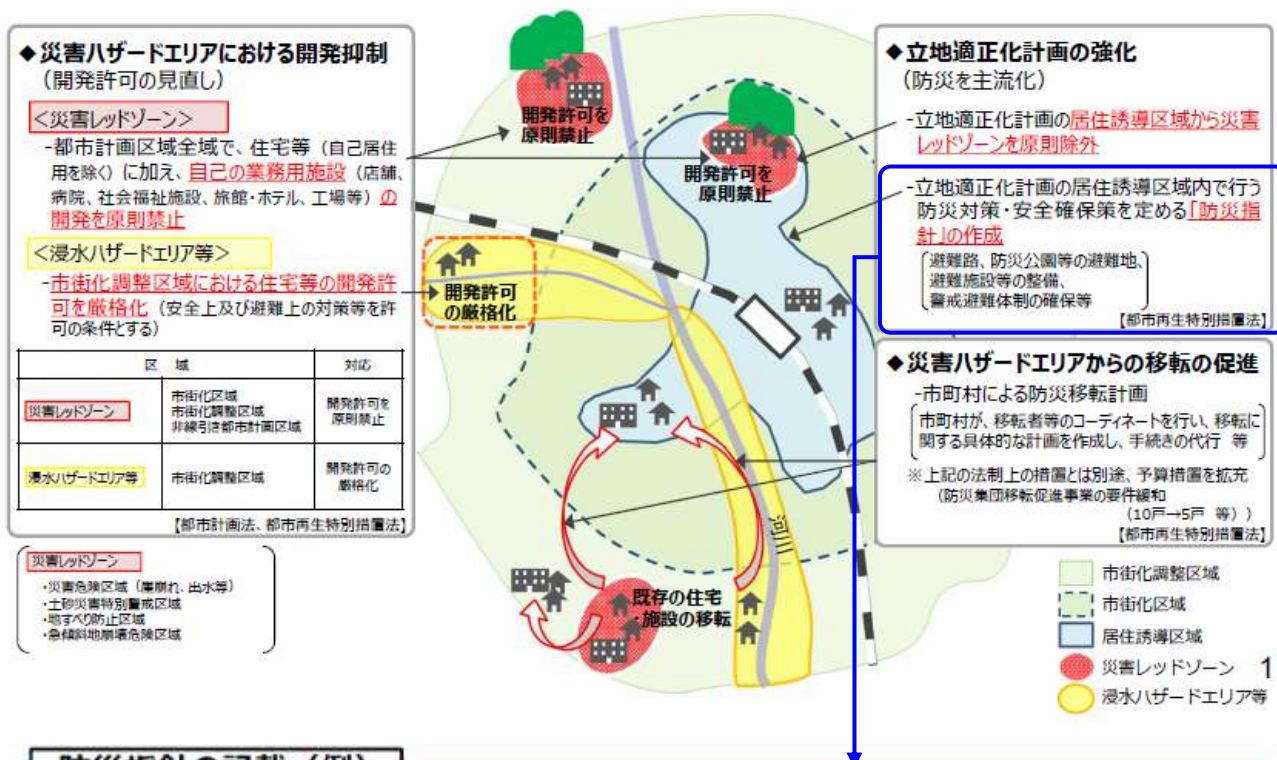 ◆災害ハザードエリアにおける開発抑制
（開発許可の見直し）
＜災害レッドゾーン＞
-都市計画区域全域で、住宅等（自己居住
用を除く）に加え、自己の業務用施設（店舗、
病院、社会福祉施設、旅館・ホテル、工場等）の
開発を原則禁止
＜浸水ハザードエリア等＞
-市街化調整区域における住宅等の開発許
可を厳格化（安全上及び避難上の対策等を許
可の条件とする）
区　域
対応
災害レッドゾーン
市街化区域
市街化調整区域
非線引き都市計画区域
開発許可を
原則禁止
浸水ハザードエリア等
市街化調整区域
開発許可の
厳格化
【都市計画法、都市再生特別措置法】
災害レッドゾーン
・災害危険区域（崖崩れ、出水等）
・土砂災害特別警戒区域
・地すべり防止区域
・急傾斜地崩壊危険区域
開発許可を
原則禁止
開発許可を
原則禁止
開発許可
の厳格化
河川
既存の住宅
・施設の移転
◆立地適正化計画の強化
（防災を主流化）
-立地適正化計画の居住誘導区域から災害
レッドゾーンを原則除外
-立地適正化計画の居住誘導区域内で行う
防災対策・安全確保策を定める「防災指
針」の作成
避難路、防災公園等の避難地、
避難施設等の整備、
警戒避難体制の確保等
【都市再生特別措置法】
◆災害ハザードエリアからの移転の促進
-市町村による防災移転計画
市町村が、移転者等のコーディネートを行い、移転に
関する具体的な計画を作成し、手続きの代行　等
※上記の法制上の措置とは別途、予算措置を拡充
（防災集団移転促進事業の要件緩和
（10戸→5戸　等））
【都市再生特別措置法】
市街化調整区域
市街化区域
居住誘導区域
災害レッドゾーン
1
浸水ハザードエリア等
防災指針の記載（例）